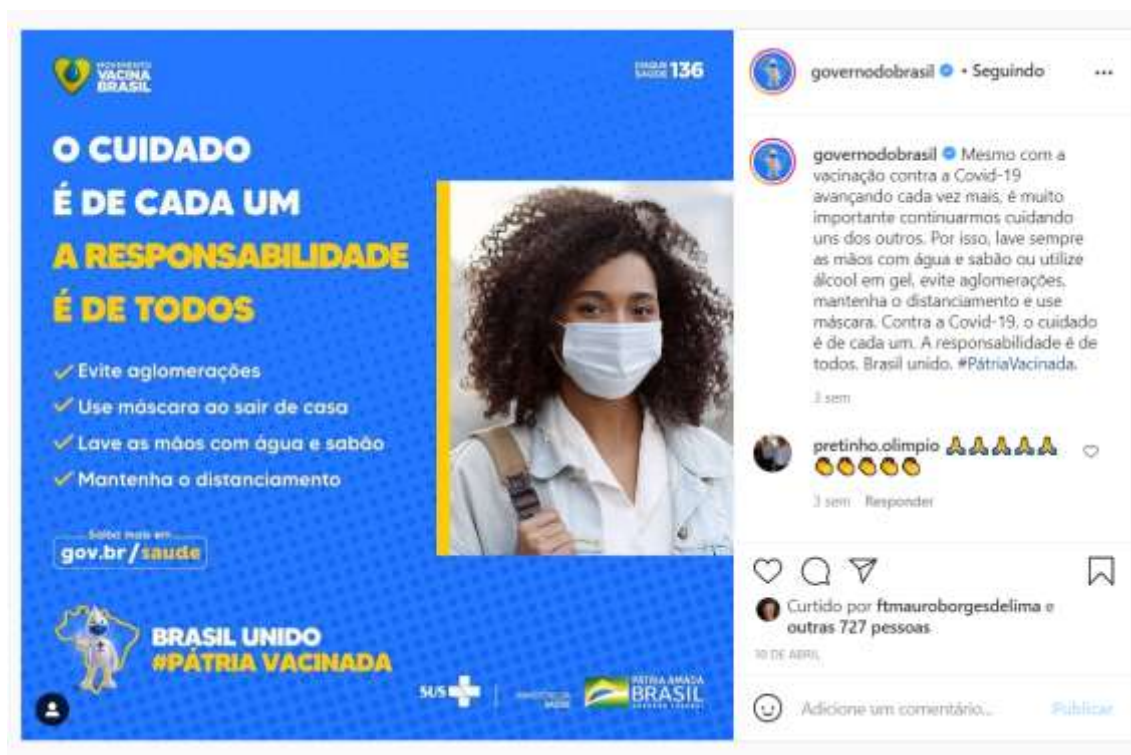 MOVIMENTO
VACINA
BRASIL
DISQUE
SAÚDE 136
O CUIDADO
É DE CADA UM
A RESPONSABILIDADE
É DE TODOS
Evite aglomerações
Use máscara ao sair de casa
Lave as mãos com água e sabão
Mantenha o distanciamento
Saiba mais em
gov.br/saude
BRASIL UNIDO
#PÁTRIA VACINADA
SUS
MINISTÉRIO DA
SAÚDE
PÁTRIA AMADA
BRASIL
GOVERNO FEDERAL
governodobrasil • Seguindo
governodobrasil Mesmo com a
vacinação contra a Covid-19
avançando cada vez mais, é muito
importante continuarmos cuidando
uns dos outros. Por isso, lave sempre
as mãos com água e sabão ou utilize
álcool em gel, evite aglomerações,
mantenha o distanciamento e use
máscara. Contra a Covid-19, o cuidado
é de cada um. A responsabilidade é de
todos. Brasil unido. #PátriaVacinada.
3 sem
pretinho.olimpio 🙏🙏🙏🙏🙏
👏👏👏👏👏
3 sem Responder
Curtido por ftmauroborgesdelima e
outras 727 pessoas
10 DE ABRIL
Adicione um comentário... Publicar